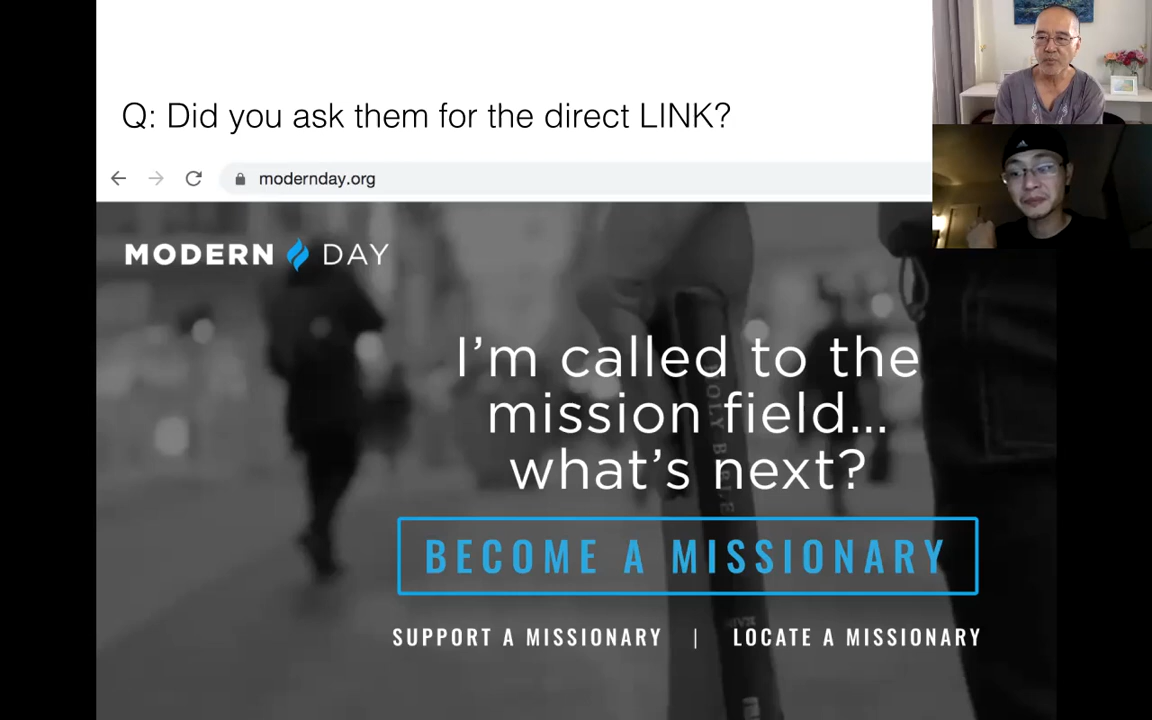 Q: Did you ask them for the direct LINK?
modernday.org
MODERN DAY
I'm called to the
mission field...
what's next?
BECOME A MISSIONARY
SUPPORT A MISSIONARY | LOCATE A MISSIONARY